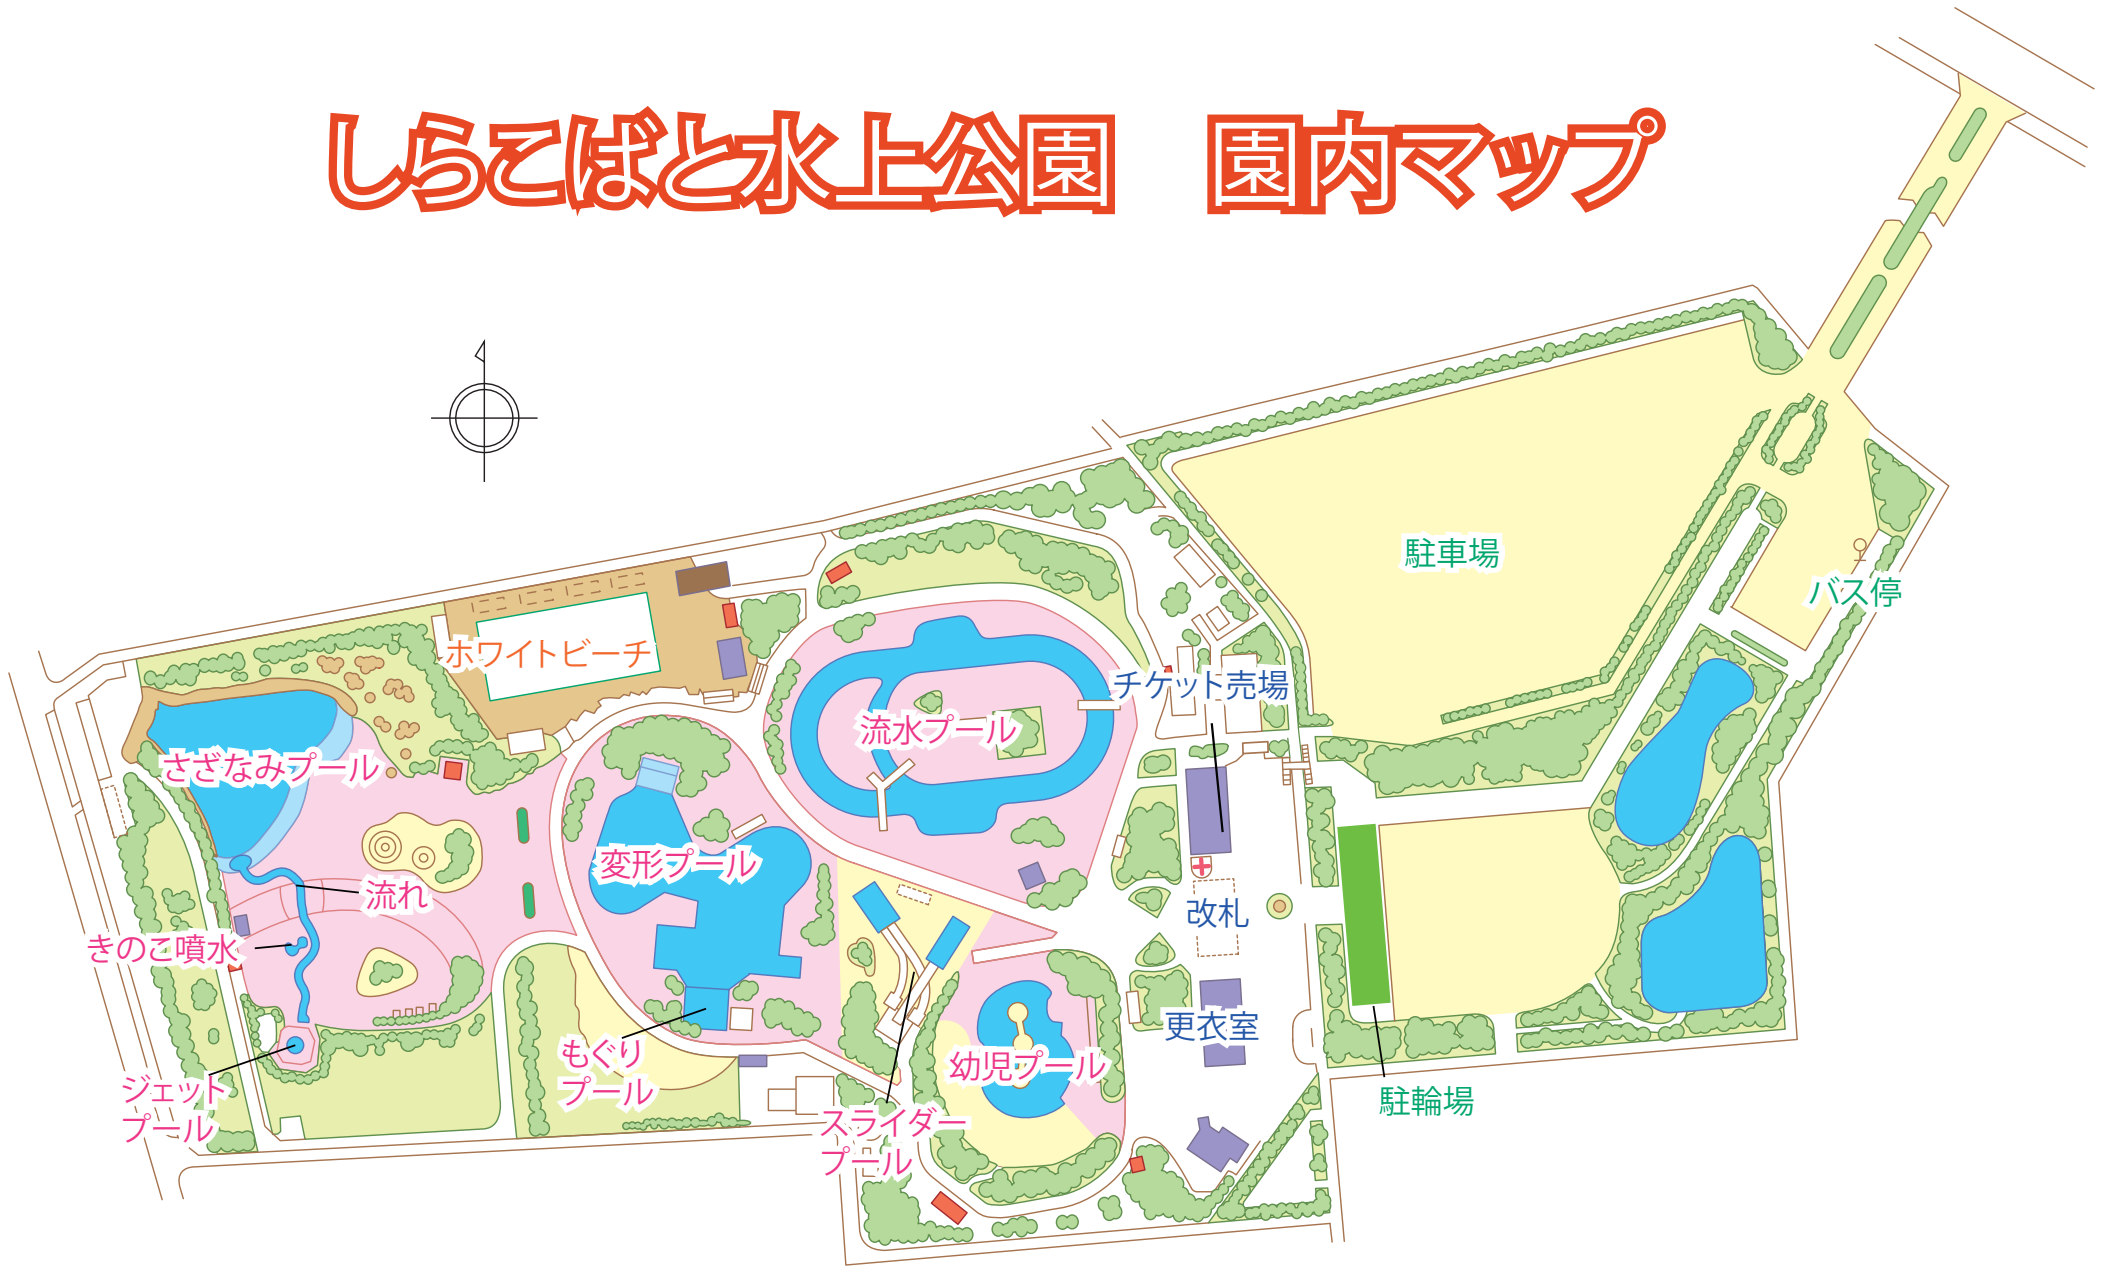 しらこばと水上公園　園内マップ
駐車場
バス停
ホワイトビーチ
チケット売場
流水プール
さざなみプール
変形プール
流れ
改札
きのこ噴水
更衣室
もぐり
プール
幼児プール
ジェット
プール
駐輪場
スライダー
プール